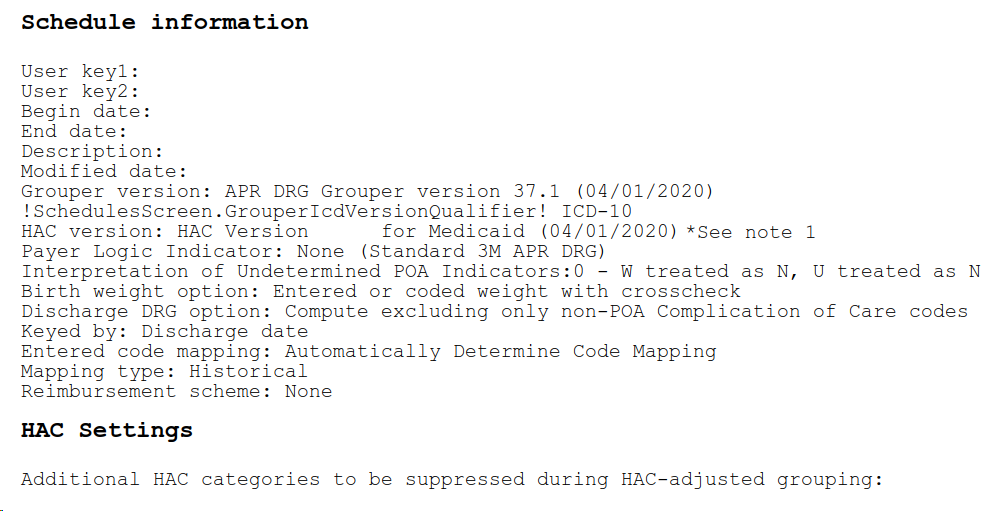 Schedule information
User key1:
User key2:
Begin date:
End date:
Description:
Modified date:
Grouper version: APR DRG Grouper version 37.1 (04/01/2020)
!SchedulesScreen.GrouperIcdVersionQualifier! ICD-10
HAC version: HAC Version for Medicaid (04/01/2020) *See note 1
Payer Logic Indicator: None (Standard 3M APR DRG)
Interpretation of Undetermined POA Indicators:0 - W treated as N, U treated as N
Birth weight option: Entered or coded weight with crosscheck
Discharge DRG option: Compute excluding only non-POA Complication of Care codes
Keyed by: Discharge date
Entered code mapping: Automatically Determine Code Mapping
Mapping type: Historical
Reimbursement scheme: None
HAC Settings
Additional HAC categories to be suppressed during HAC-adjusted grouping: